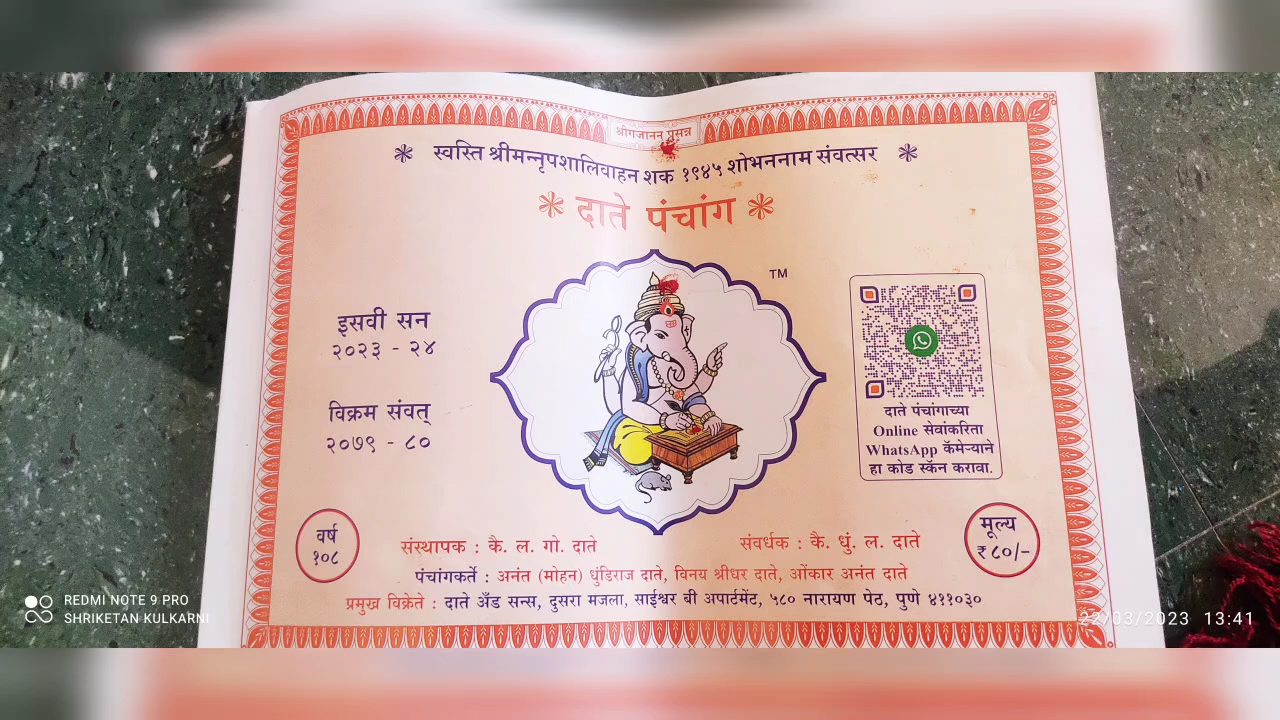 श्रीगजानन प्रसन्न
स्वस्ति श्रीमन्नृपशालिवाहन शक १९४५ शोभननाम संवत्सर
दाते पंचांग
TM
इसवी सन
२०२३ - २४
विक्रम संवत्
२०७९ - ८०
दाते पंचांगाच्या
Online सेवांकरिता
WhatsApp कॅमेऱ्याने
हा कोड स्कॅन करावा.
वर्ष
१०८
मूल्य
₹ ८०/-
संस्थापक : कै. ल. गो. दाते
संवर्धक : कै. धुं. ल. दाते
पंचांगकर्ते : अनंत (मोहन) धुंडिराज दाते, विनय श्रीधर दाते, ओंकार अनंत दाते
प्रमुख विक्रेते : दाते अँड सन्स, दुसरा मजला, साईश्वर बी अपार्टमेंट, ५८० नारायण पेठ, पुणे ४११०३०
REDMI NOTE 9 PRO
SHRIKETAN KULKARNI
22/03/2023 13:41